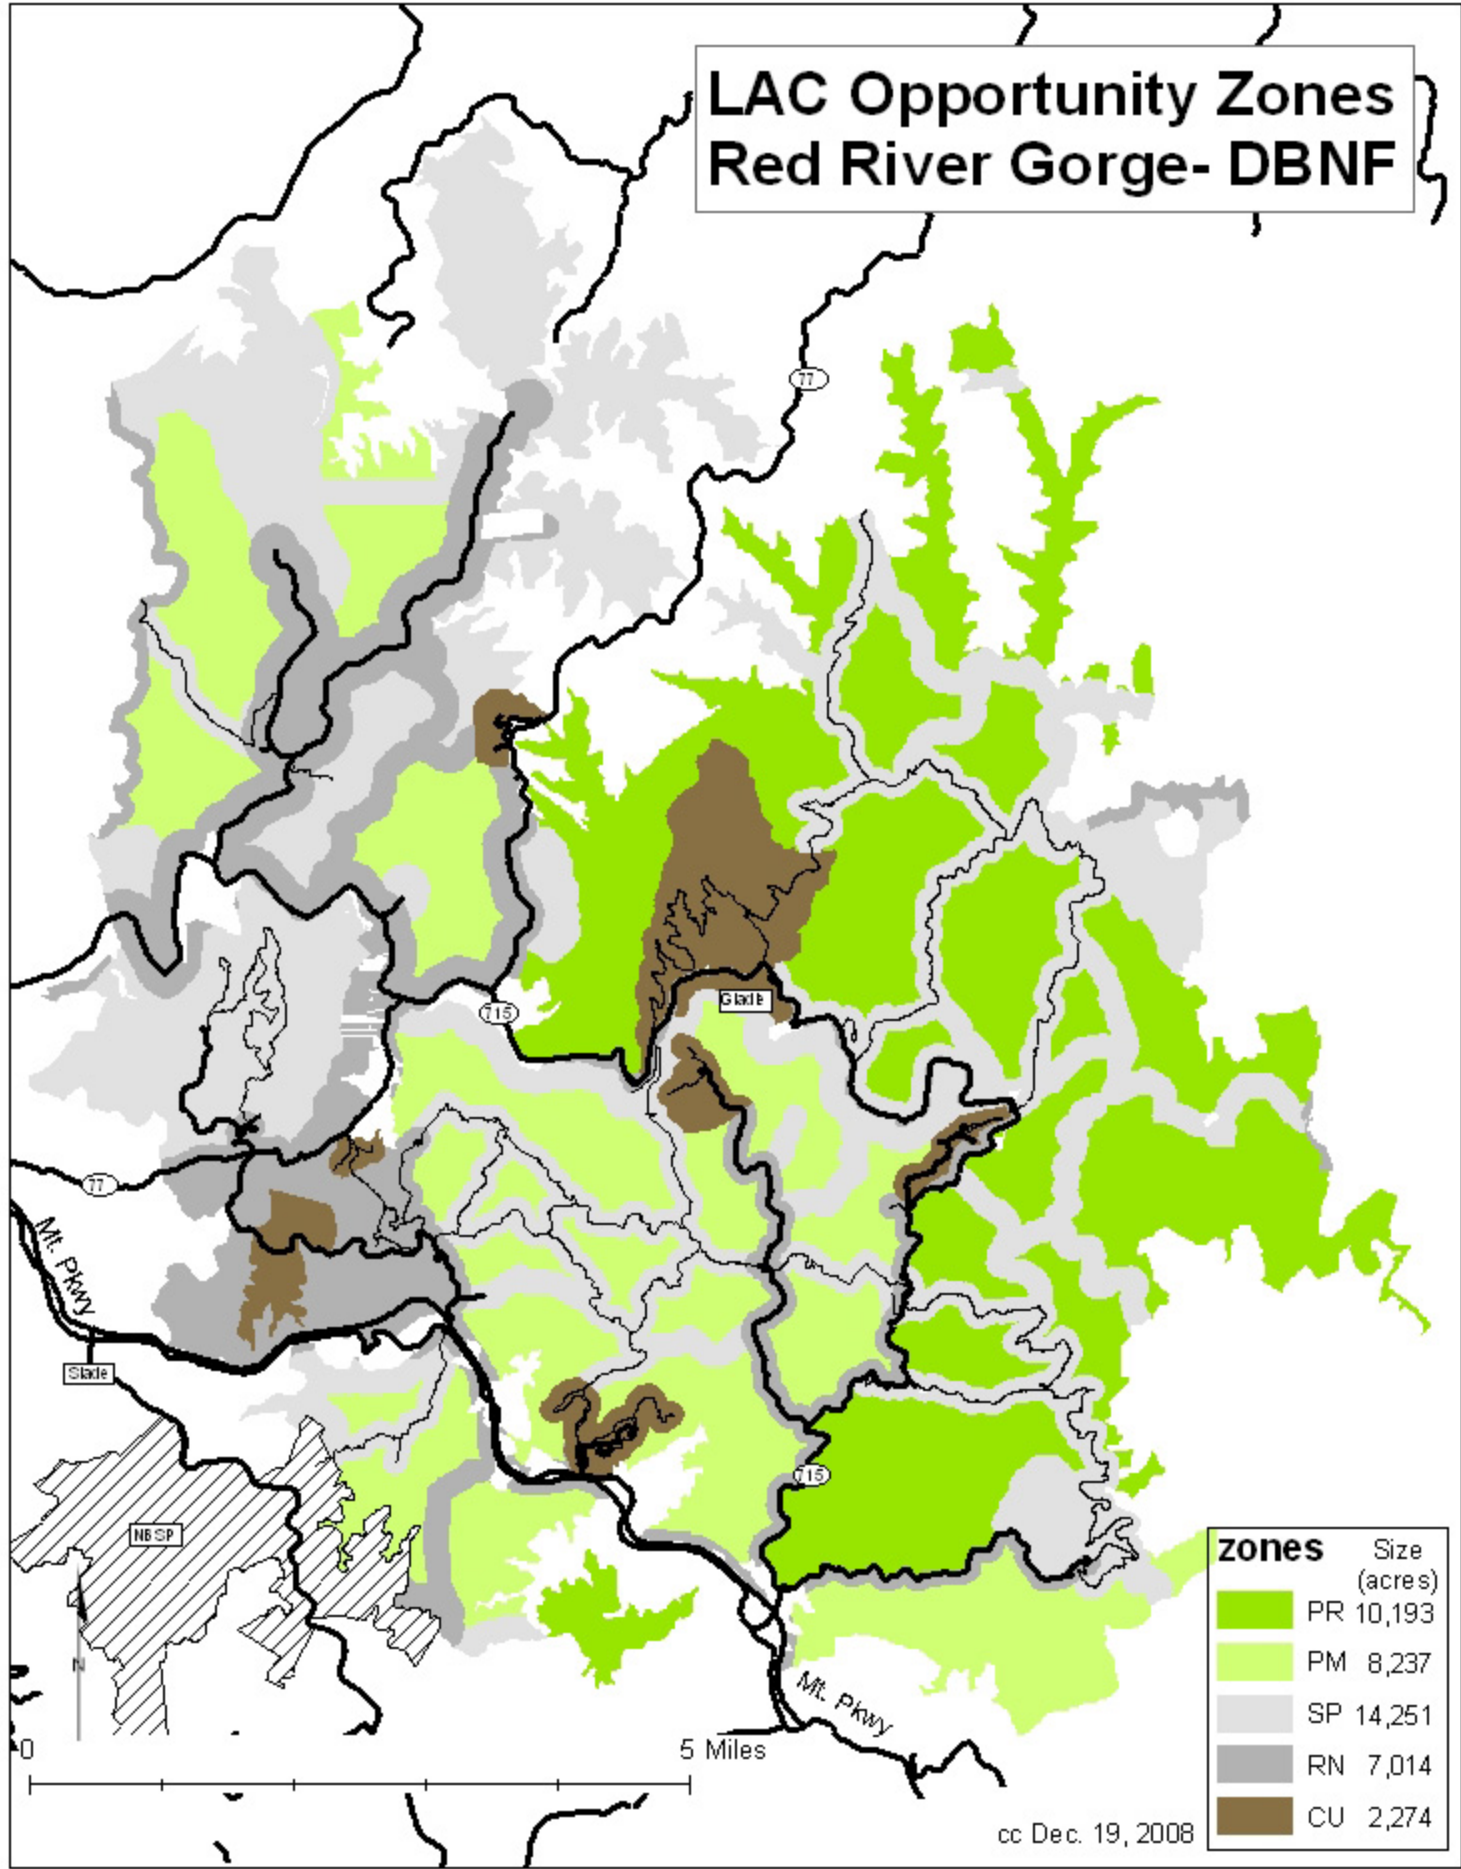 LAC Opportunity Zones
Red River Gorge- DBNF
77
715
Glade
77
Mt. Pkwy
Slade
715
NBSP
N
Mt. Pkwy
0
5 Miles
zones Size
(acres)
PR 10,193
PM 8,237
SP 14,251
RN 7,014
CU 2,274
cc Dec. 19, 2008